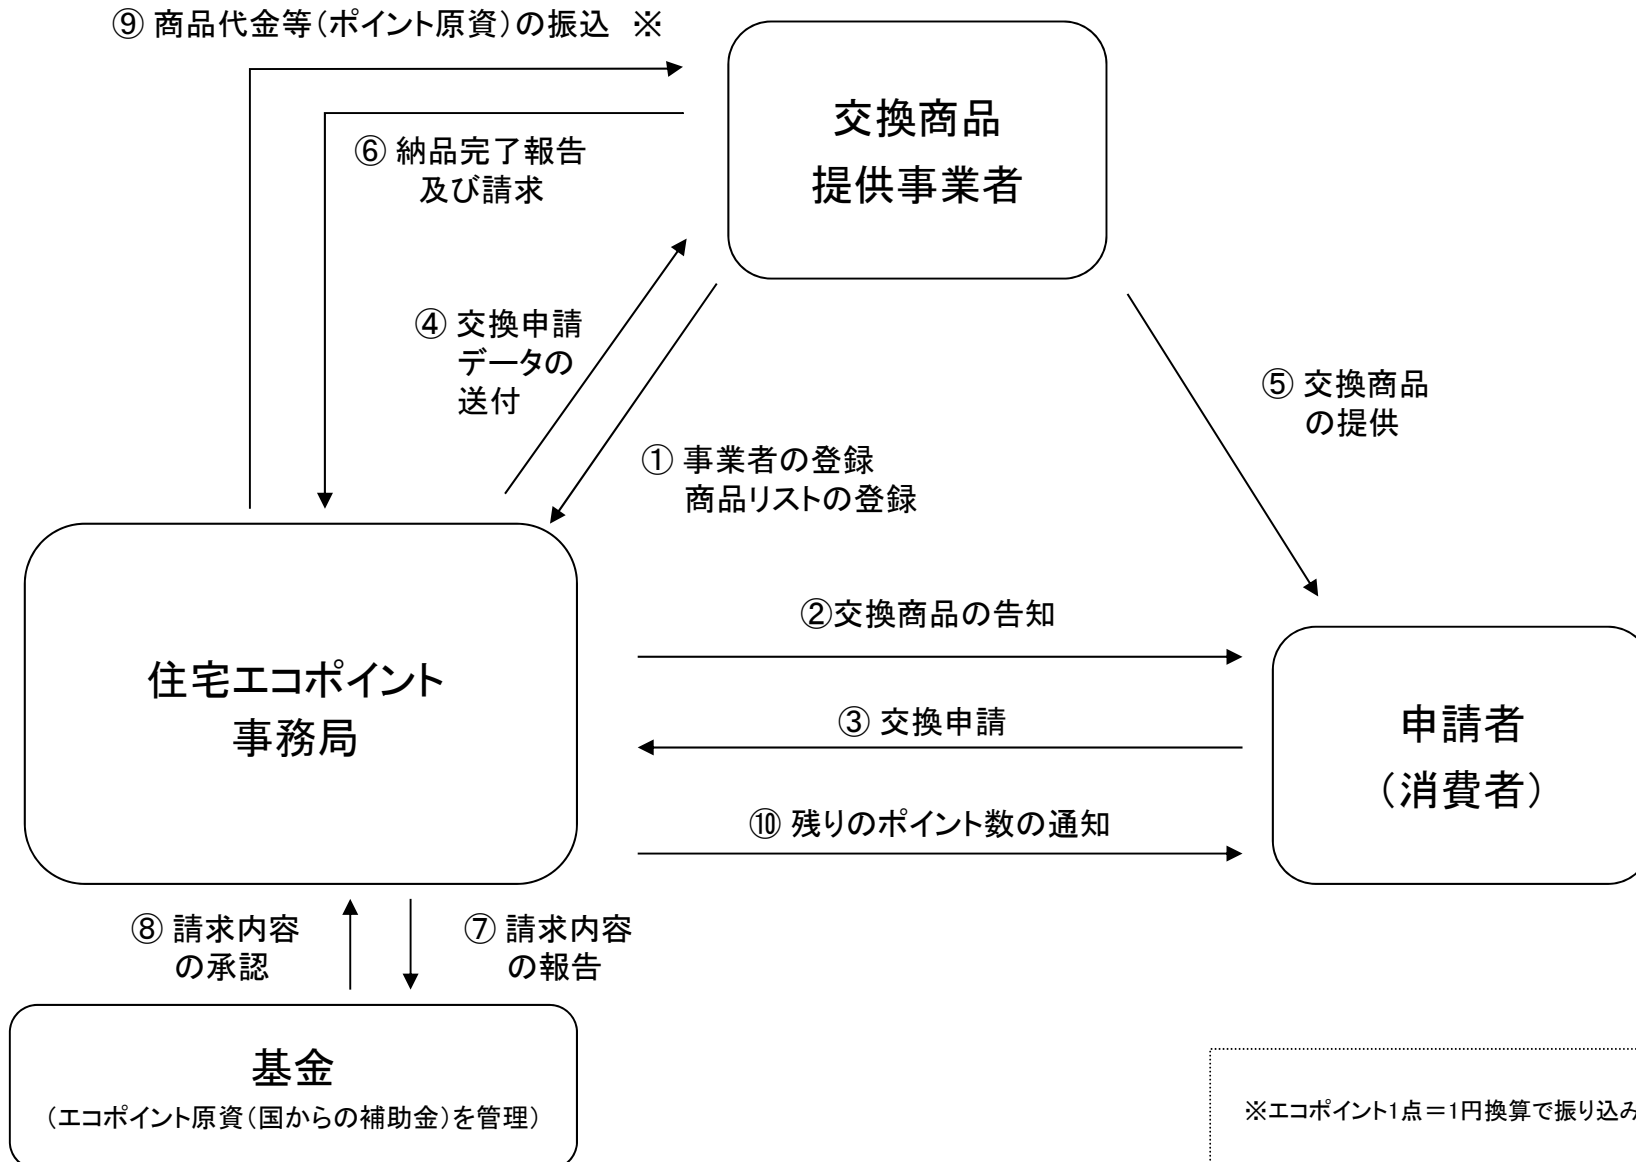 ⑨ 商品代金等（ポイント原資）の振込 ※
交換商品
提供事業者
⑥ 納品完了報告
及び請求
④ 交換申請
データの
送付
⑤ 交換商品
の提供
① 事業者の登録
商品リストの登録
②交換商品の告知
住宅エコポイント
事務局
③ 交換申請
申請者
（消費者）
⑩ 残りのポイント数の通知
⑧ 請求内容
の承認
⑦ 請求内容
の報告
基金
（エコポイント原資（国からの補助金）を管理）
※エコポイント1点＝1円換算で振り込み